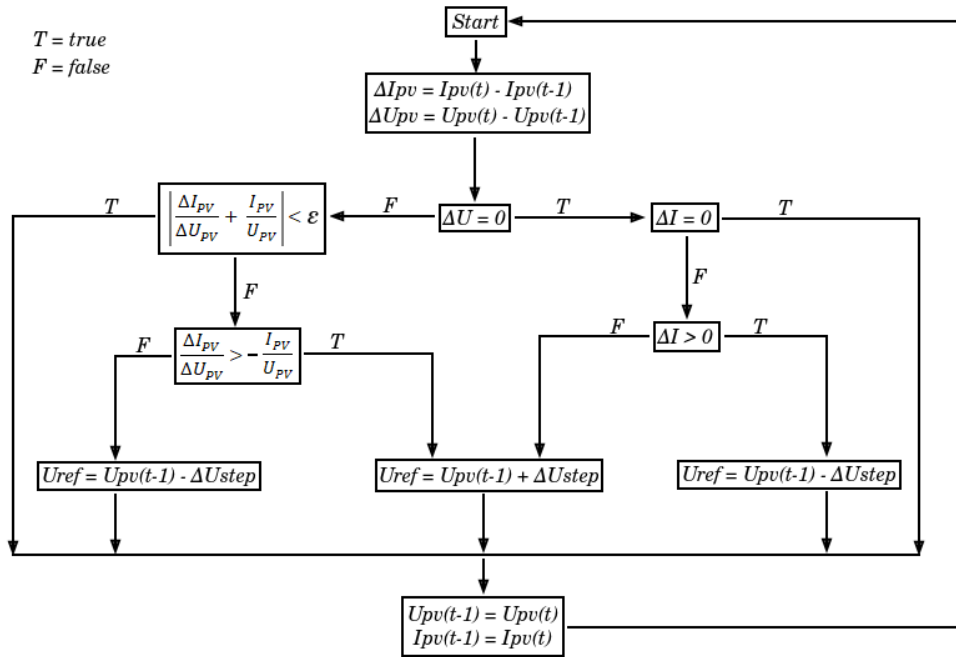 Start
T = true
F = false
ΔIpv = Ipv(t) - Ipv(t-1)
ΔUpv = Upv(t) - Upv(t-1)
T
|ΔI_PV/ΔU_PV + I_PV/U_PV| < ε
F
ΔU = 0
T
ΔI = 0
T
F
F
F
ΔI_PV/ΔU_PV > - I_PV/U_PV
T
F
ΔI > 0
T
Uref = Upv(t-1) - ΔUstep
Uref = Upv(t-1) + ΔUstep
Uref = Upv(t-1) - ΔUstep
Upv(t-1) = Upv(t)
Ipv(t-1) = Ipv(t)